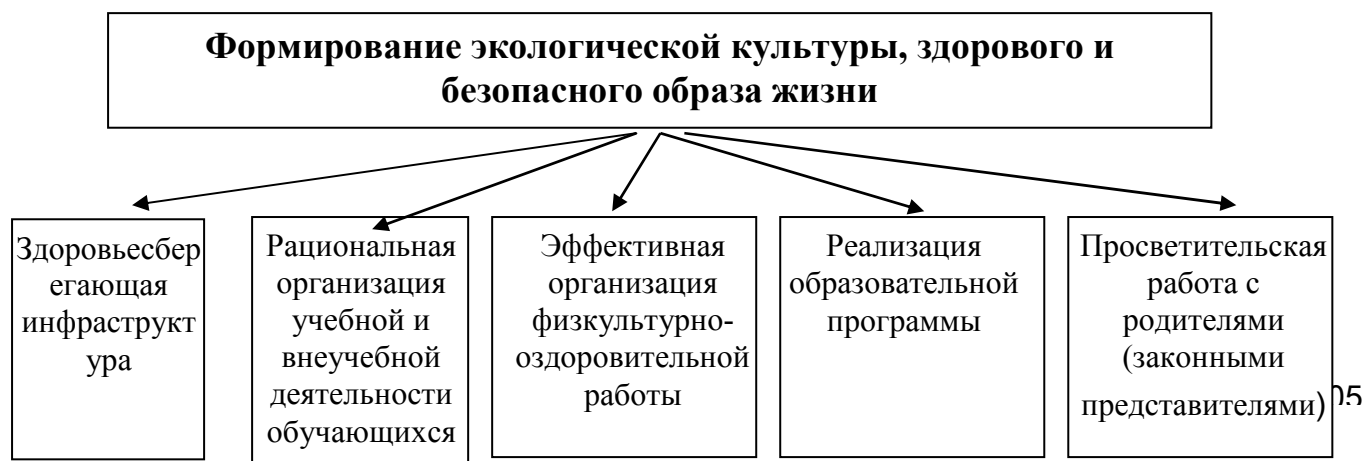 Формирование экологической культуры, здорового и
безопасного образа жизни
Здоровьесбер
егающая
инфраструкт
ура
Рациональная
организация
учебной и
внеучебной
деятельности
обучающихся
Эффективная
организация
физкультурно-
оздоровительной
работы
Реализация
образовательной
программы
Просветительская
работа с
родителями
(законными
представителями)
05